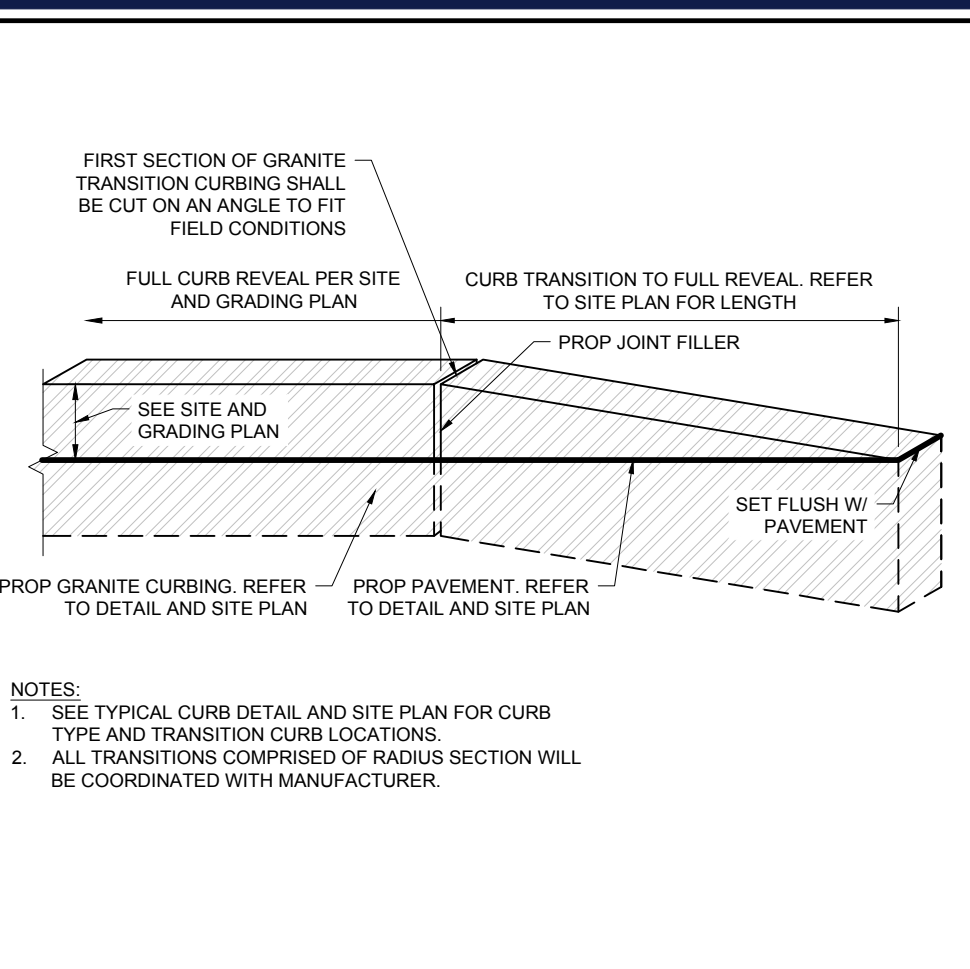 FIRST SECTION OF GRANITE
TRANSITION CURBING SHALL
BE CUT ON AN ANGLE TO FIT
FIELD CONDITIONS
FULL CURB REVEAL PER SITE
AND GRADING PLAN
CURB TRANSITION TO FULL REVEAL. REFER
TO SITE PLAN FOR LENGTH
PROP JOINT FILLER
SEE SITE AND
GRADING PLAN
SET FLUSH W/
PAVEMENT
PROP GRANITE CURBING. REFER
TO DETAIL AND SITE PLAN
PROP PAVEMENT. REFER
TO DETAIL AND SITE PLAN
NOTES:
1. SEE TYPICAL CURB DETAIL AND SITE PLAN FOR CURB
TYPE AND TRANSITION CURB LOCATIONS.
2. ALL TRANSITIONS COMPRISED OF RADIUS SECTION WILL
BE COORDINATED WITH MANUFACTURER.